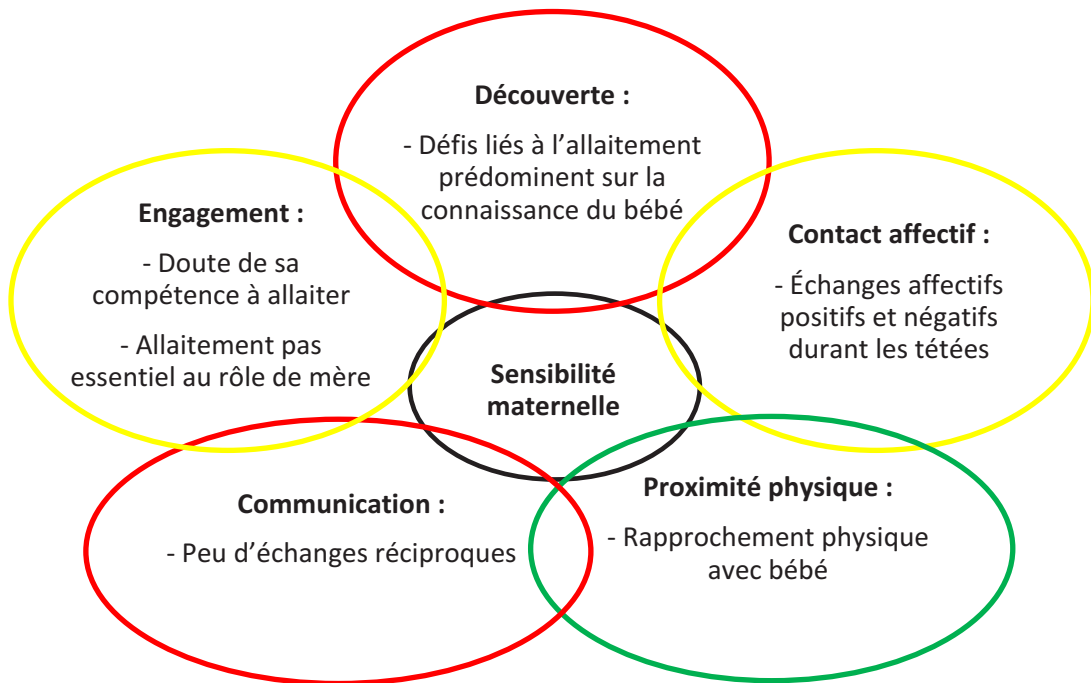 Découverte :
- Défis liés à l’allaitement
prédominent sur la
connaissance du bébé
Engagement :
- Doute de sa
compétence à allaiter
- Allaitement pas
essentiel au rôle de mère
Contact affectif :
- Échanges affectifs
positifs et négatifs
durant les tétées
Sensibilité
maternelle
Communication :
- Peu d’échanges réciproques
Proximité physique :
- Rapprochement physique
avec bébé